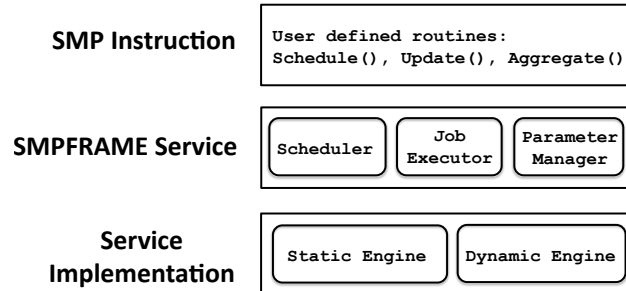 SMP Instruction
User defined routines:
Schedule(), Update(), Aggregate()
SMPFRAME Service
Scheduler
Job
Executor
Parameter
Manager
Service
Implementation
Static Engine
Dynamic Engine